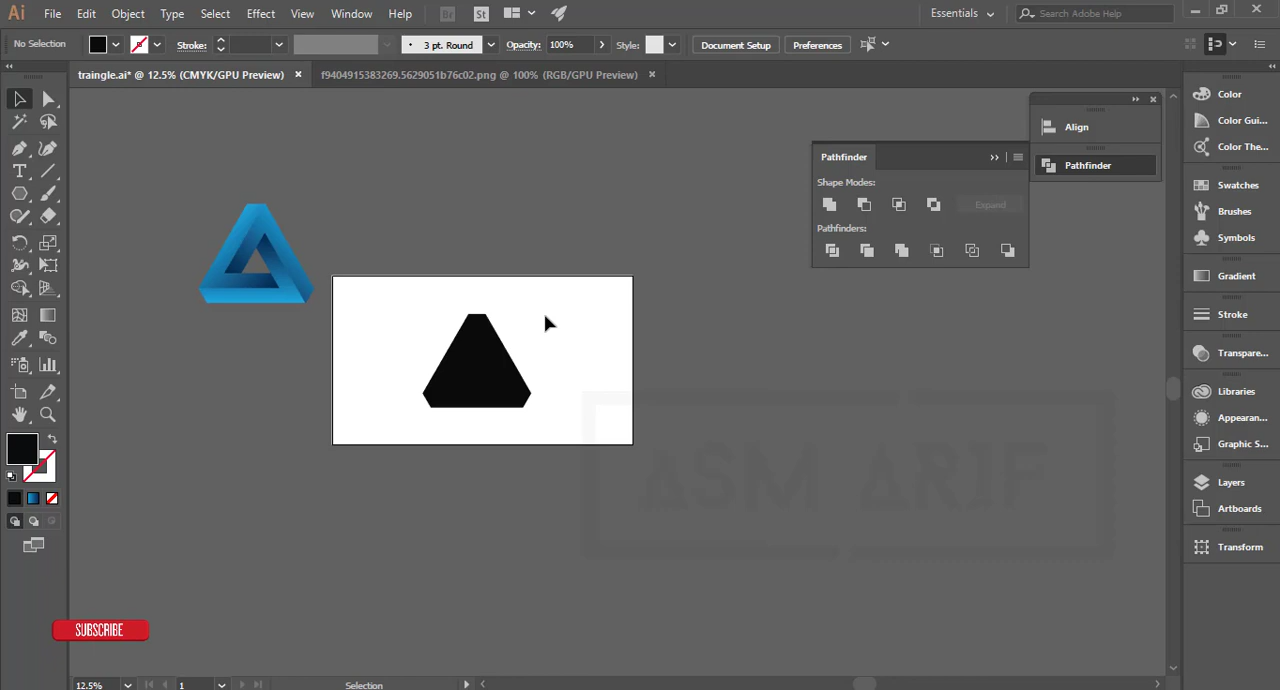 Ai File Edit Object Type Select Effect View Window Help Br St Essentials Search Adobe Help
No Selection Stroke: 3 pt. Round Opacity: 100% Style: Document Setup Preferences
traingle.ai* @ 12.5% (CMYK/GPU Preview) × f9404915383269.5629051b76c02.png @ 100% (RGB/GPU Preview) ×
Color
Align
Color Gui...
Color The...
Pathfinder
Pathfinder
Shape Modes:
Swatches
Expand
Brushes
Pathfinders:
Symbols
Gradient
Stroke
Transpare...
Libraries
Appearan...
Graphic S...
ASM ARIF
Layers
Artboards
Transform
SUBSCRIBE
12.5% 1 Selection